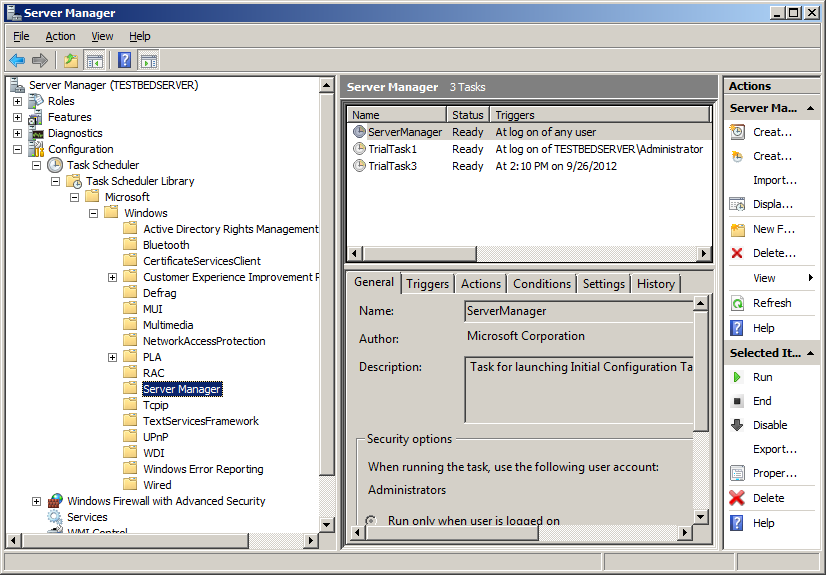 Server Manager
File Action View Help
Server Manager (TESTBEDSERVER)
Roles
Features
Diagnostics
Configuration
Task Scheduler
Task Scheduler Library
Microsoft
Windows
Active Directory Rights Management
Bluetooth
CertificateServicesClient
Customer Experience Improvement P
Defrag
MUI
Multimedia
NetworkAccessProtection
PLA
RAC
Server Manager
Tcpip
TextServicesFramework
UPnP
WDI
Windows Error Reporting
Wired
Windows Firewall with Advanced Security
Services
WMI Control
Server Manager 3 Tasks
Name Status Triggers
ServerManager Ready At log on of any user
TrialTask1 Ready At log on of TESTBEDSERVER\Administrator
TrialTask3 Ready At 2:10 PM on 9/26/2012
General Triggers Actions Conditions Settings History
Name: ServerManager
Author: Microsoft Corporation
Description: Task for launching Initial Configuration Ta
Security options
When running the task, use the following user account:
Administrators
Run only when user is logged on
Actions
Server Ma...
Creat...
Creat...
Import...
Displa...
New F...
Delete...
View
Refresh
Help
Selected It...
Run
End
Disable
Export...
Proper...
Delete
Help